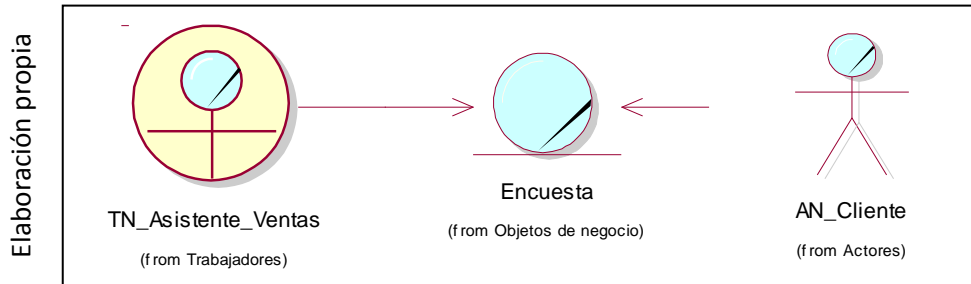 Elaboración propia
TN_Asistente_Ventas
(from Trabajadores)
Encuesta
(from Objetos de negocio)
AN_Cliente
(from Actores)